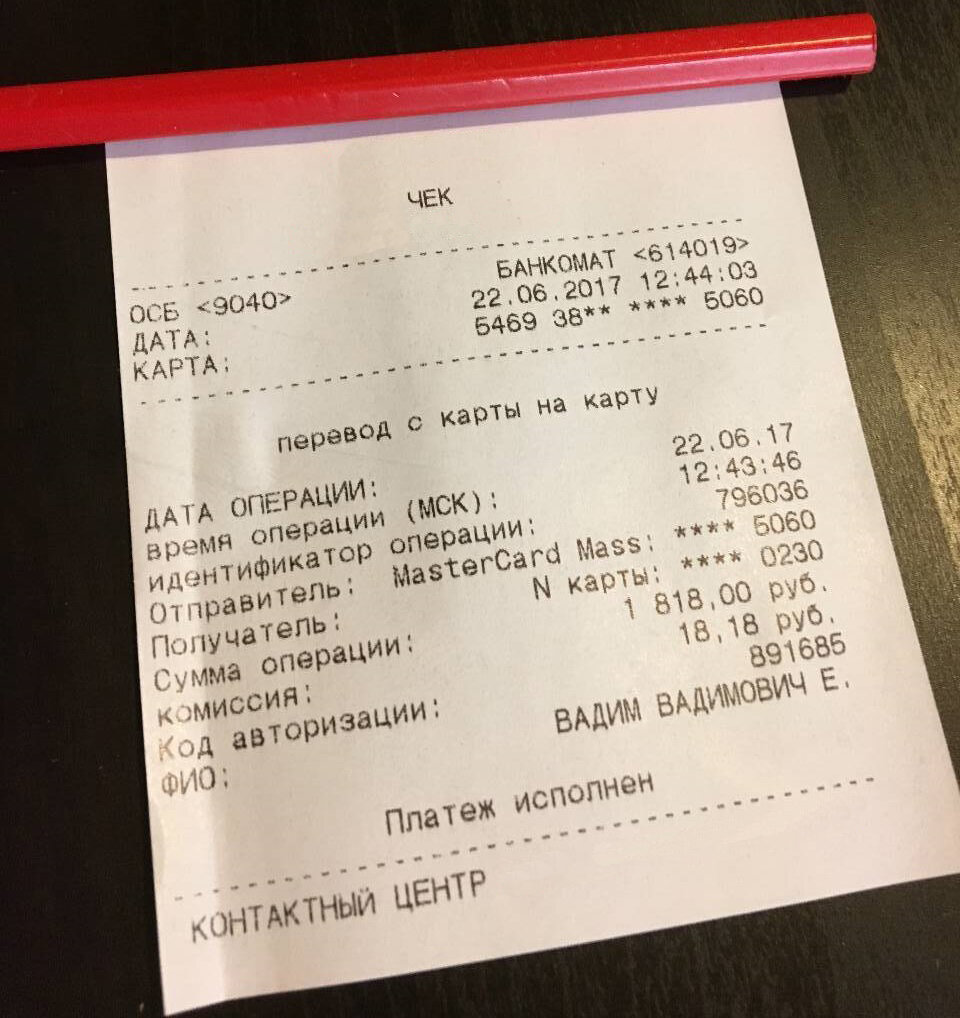 ЧЕК
ОСБ <9040> БАНКОМАТ <614019>
ДАТА: 22.06.2017 12:44:03
КАРТА: 5469 38** **** 5060
перевод с карты на карту
ДАТА ОПЕРАЦИИ: 22.06.17
время операции (МСК): 12:43:46
идентификатор операции: 796036
Отправитель: MasterCard Mass: **** 5060
Получатель: N карты: **** 0230
Сумма операции: 1 818,00 руб.
комиссия: 18,18 руб.
Код авторизации: 891685
ФИО: ВАДИМ ВАДИМОВИЧ Е.
Платеж исполнен
КОНТАКТНЫЙ ЦЕНТР